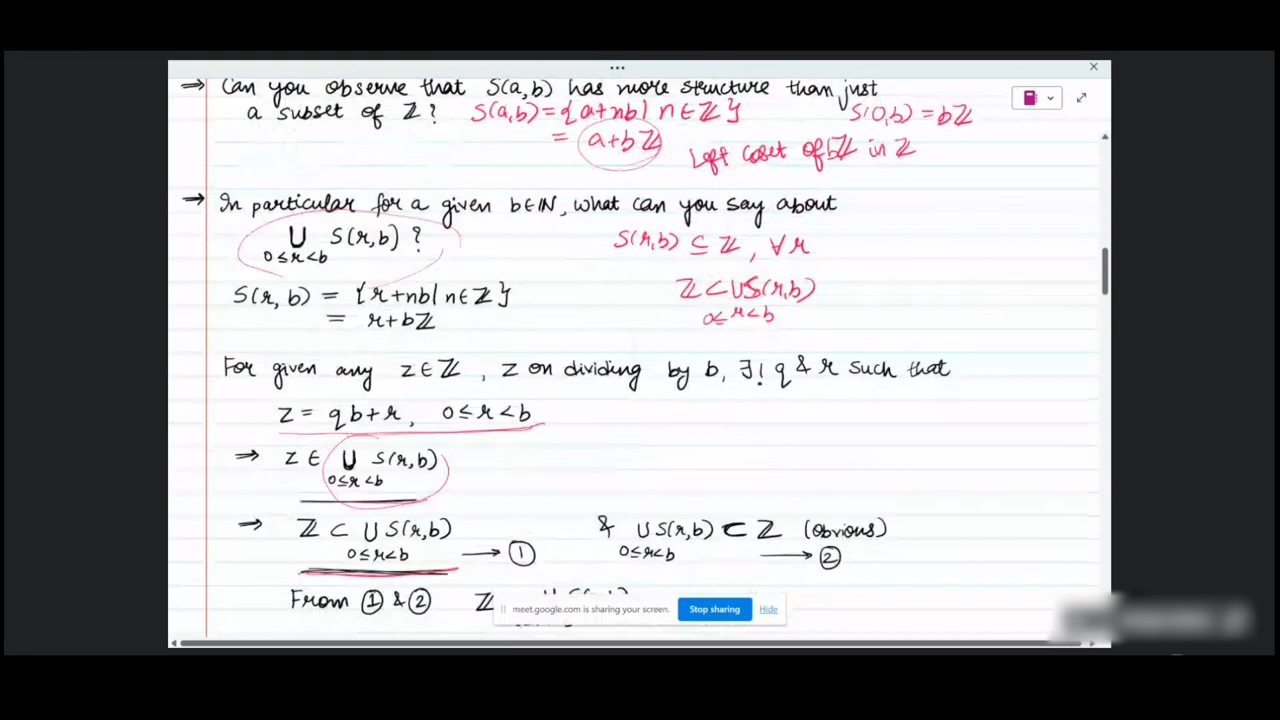 ⇒ Can you observe that S(a,b) has more structure than just
a subset of ℤ? S(a,b)={a+nb| n∈ℤ} S(0,b)=bℤ
= a+bℤ Left coset of bℤ in ℤ
→ In particular for a given b∈ℕ, what can you say about
∪ S(r,b) ? S(r,b) ⊆ ℤ, ∀r
0≤r<b
ℤ⊂∪S(r,b)
S(r,b) = {r+nb| n∈ℤ}
0≤r<b
= r+bℤ
For given any z∈ℤ, z on dividing by b, ∃! q & r such that
z = qb+r, 0≤r<b
⇒ z∈ ∪ S(r,b)
0≤r<b
⇒ ℤ ⊂ ∪ S(r,b) & ∪S(r,b) ⊂ ℤ (obvious)
0≤r<b → ① 0≤r<b → ②
From ① & ② ℤ
meet.google.com is sharing your screen. Stop sharing Hide